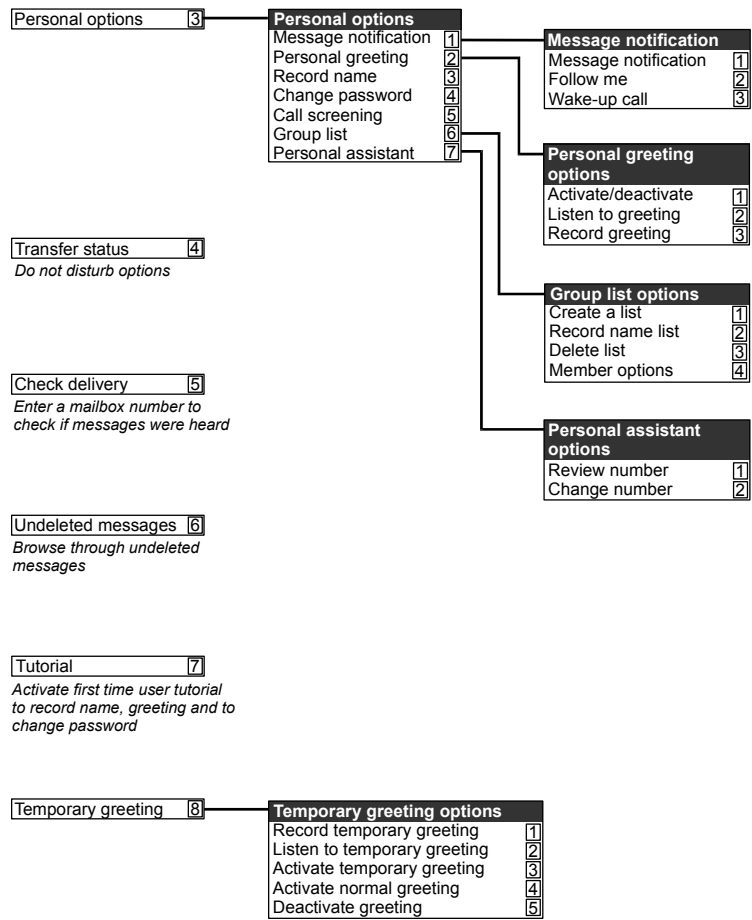 Personal options 3
Personal options
Message notification 1
Personal greeting 2
Record name 3
Change password 4
Call screening 5
Group list 6
Personal assistant 7
Message notification
Message notification 1
Follow me 2
Wake-up call 3
Personal greeting
options
Activate/deactivate 1
Listen to greeting 2
Record greeting 3
Transfer status 4
Do not disturb options
Group list options
Create a list 1
Record name list 2
Delete list 3
Member options 4
Check delivery 5
Enter a mailbox number to
check if messages were heard
Personal assistant
options
Review number 1
Change number 2
Undeleted messages 6
Browse through undeleted
messages
Tutorial 7
Activate first time user tutorial
to record name, greeting and to
change password
Temporary greeting 8
Temporary greeting options
Record temporary greeting 1
Listen to temporary greeting 2
Activate temporary greeting 3
Activate normal greeting 4
Deactivate greeting 5